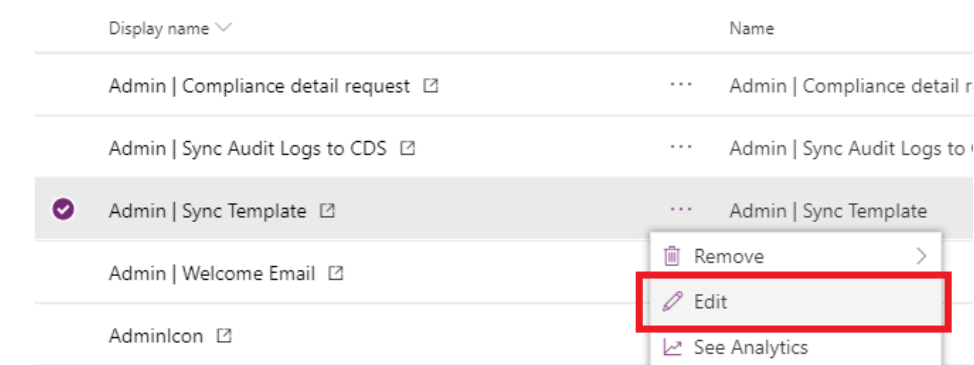 Display name Name
Admin | Compliance detail request ... Admin | Compliance detail
Admin | Sync Audit Logs to CDS ... Admin | Sync Audit Logs to
Admin | Sync Template ... Admin | Sync Template
Remove
Admin | Welcome Email
Edit
AdminIcon
See Analytics